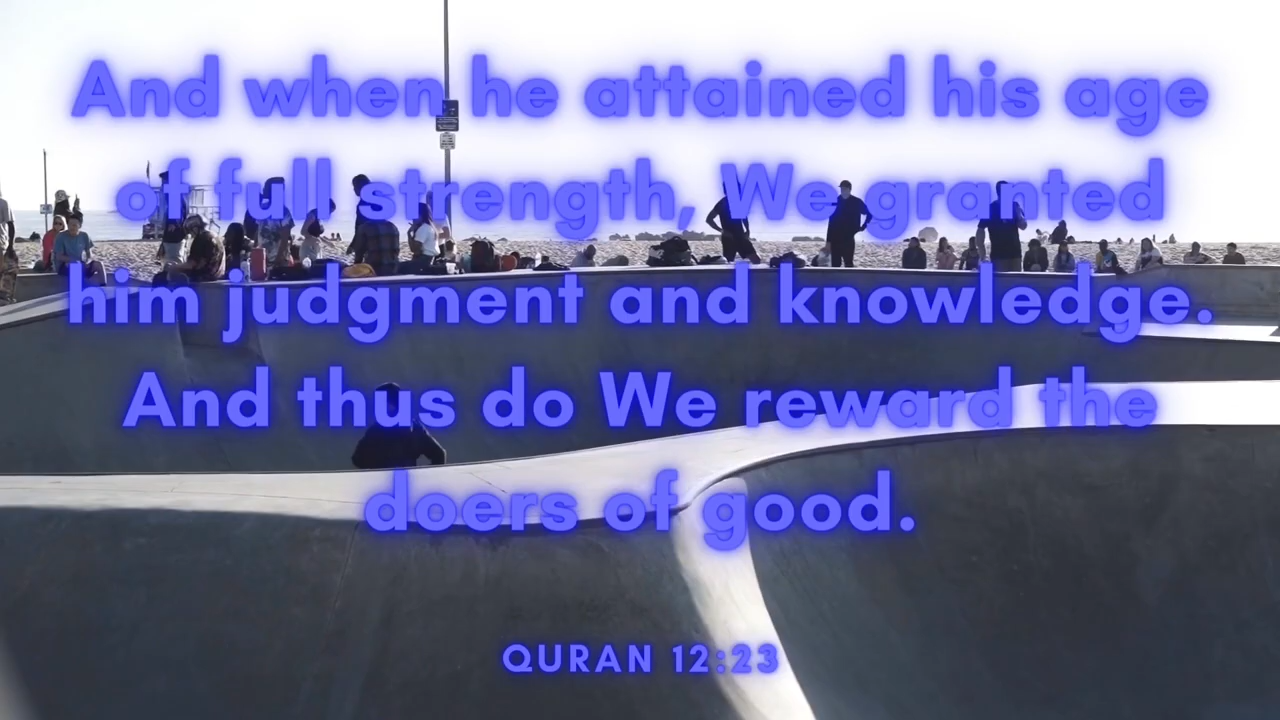 And when he attained his age
of full strength, We granted
him judgment and knowledge.
And thus do We reward the
doers of good.
QURAN 12:23